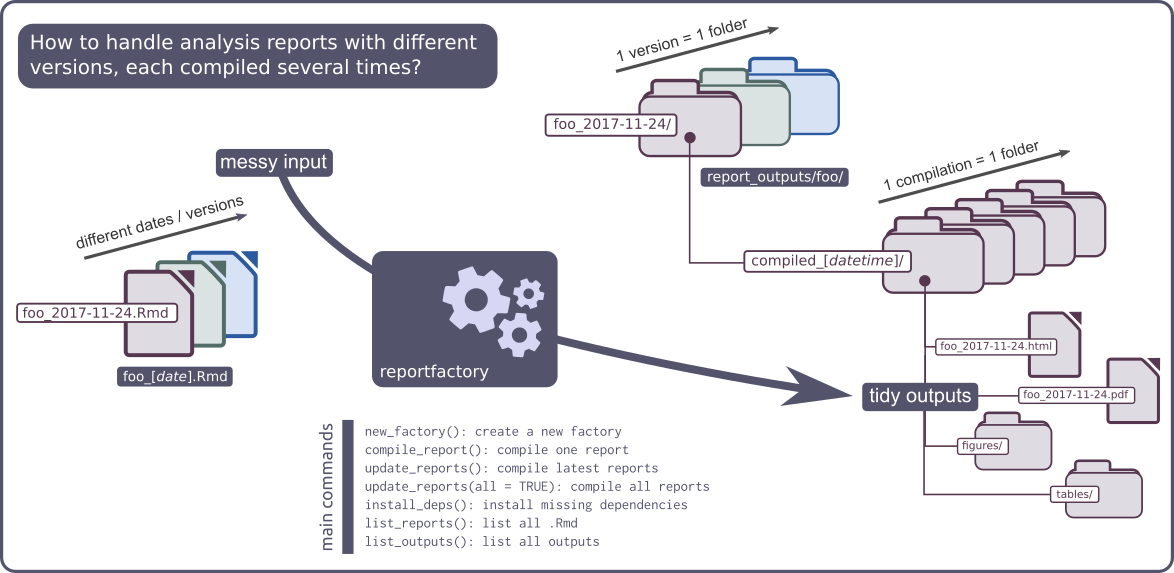 How to handle analysis reports with different
versions, each compiled several times?
1 version = 1 folder
foo_2017-11-24/
report_outputs/foo/
messy input
different dates / versions
foo_2017-11-24.Rmd
foo_[date].Rmd
reportfactory
1 compilation = 1 folder
compiled_[datetime]/
foo_2017-11-24.html
tidy outputs
foo_2017-11-24.pdf
figures/
tables/
main commands
new_factory(): create a new factory
compile_report(): compile one report
update_reports(): compile latest reports
update_reports(all = TRUE): compile all reports
install_deps(): install missing dependencies
list_reports(): list all .Rmd
list_outputs(): list all outputs